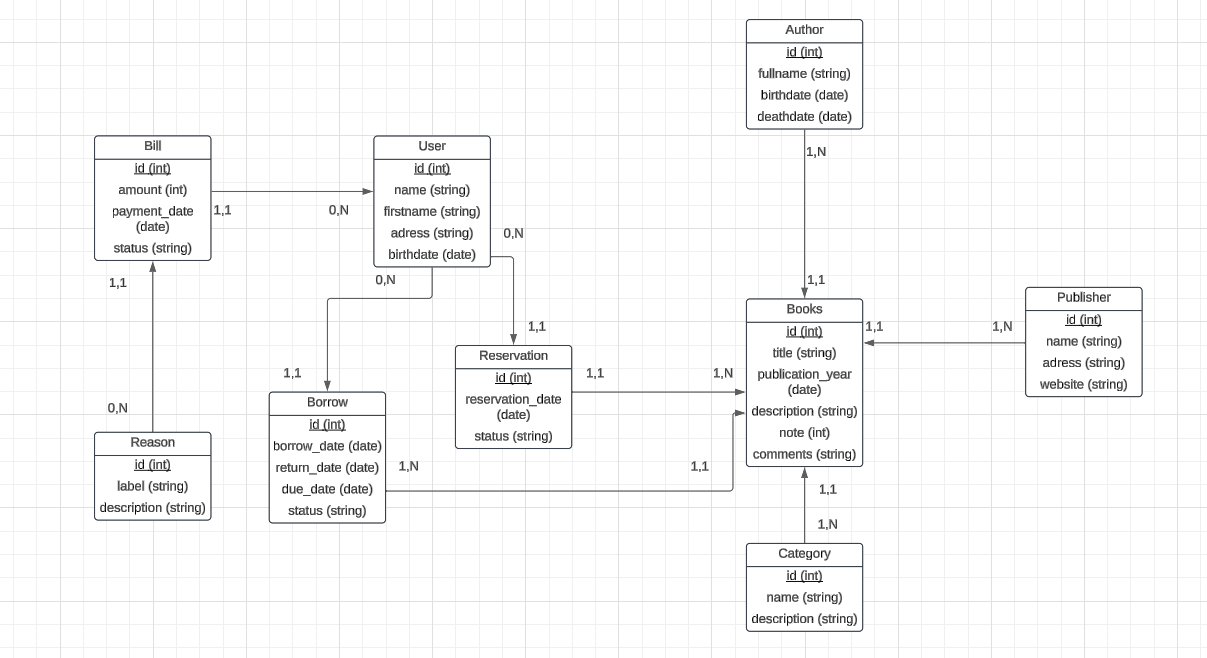 Author
id (int)
fullname (string)
birthdate (date)
deathdate (date)
1,N
1,1
Bill
id (int)
amount (int)
payment_date
(date)
status (string)
1,1
0,N
User
id (int)
name (string)
firstname (string)
adress (string)
birthdate (date)
0,N
0,N
1,1
1,1
1,1
0,N
Reason
id (int)
label (string)
description (string)
Borrow
id (int)
borrow_date (date)
return_date (date)
due_date (date)
status (string)
1,N
1,1
Reservation
id (int)
reservation_date
(date)
status (string)
1,1
1,N
Books
id (int)
title (string)
publication_year
(date)
description (string)
note (int)
comments (string)
1,1
1,N
Publisher
id (int)
name (string)
adress (string)
website (string)
1,1
1,N
Category
id (int)
name (string)
description (string)